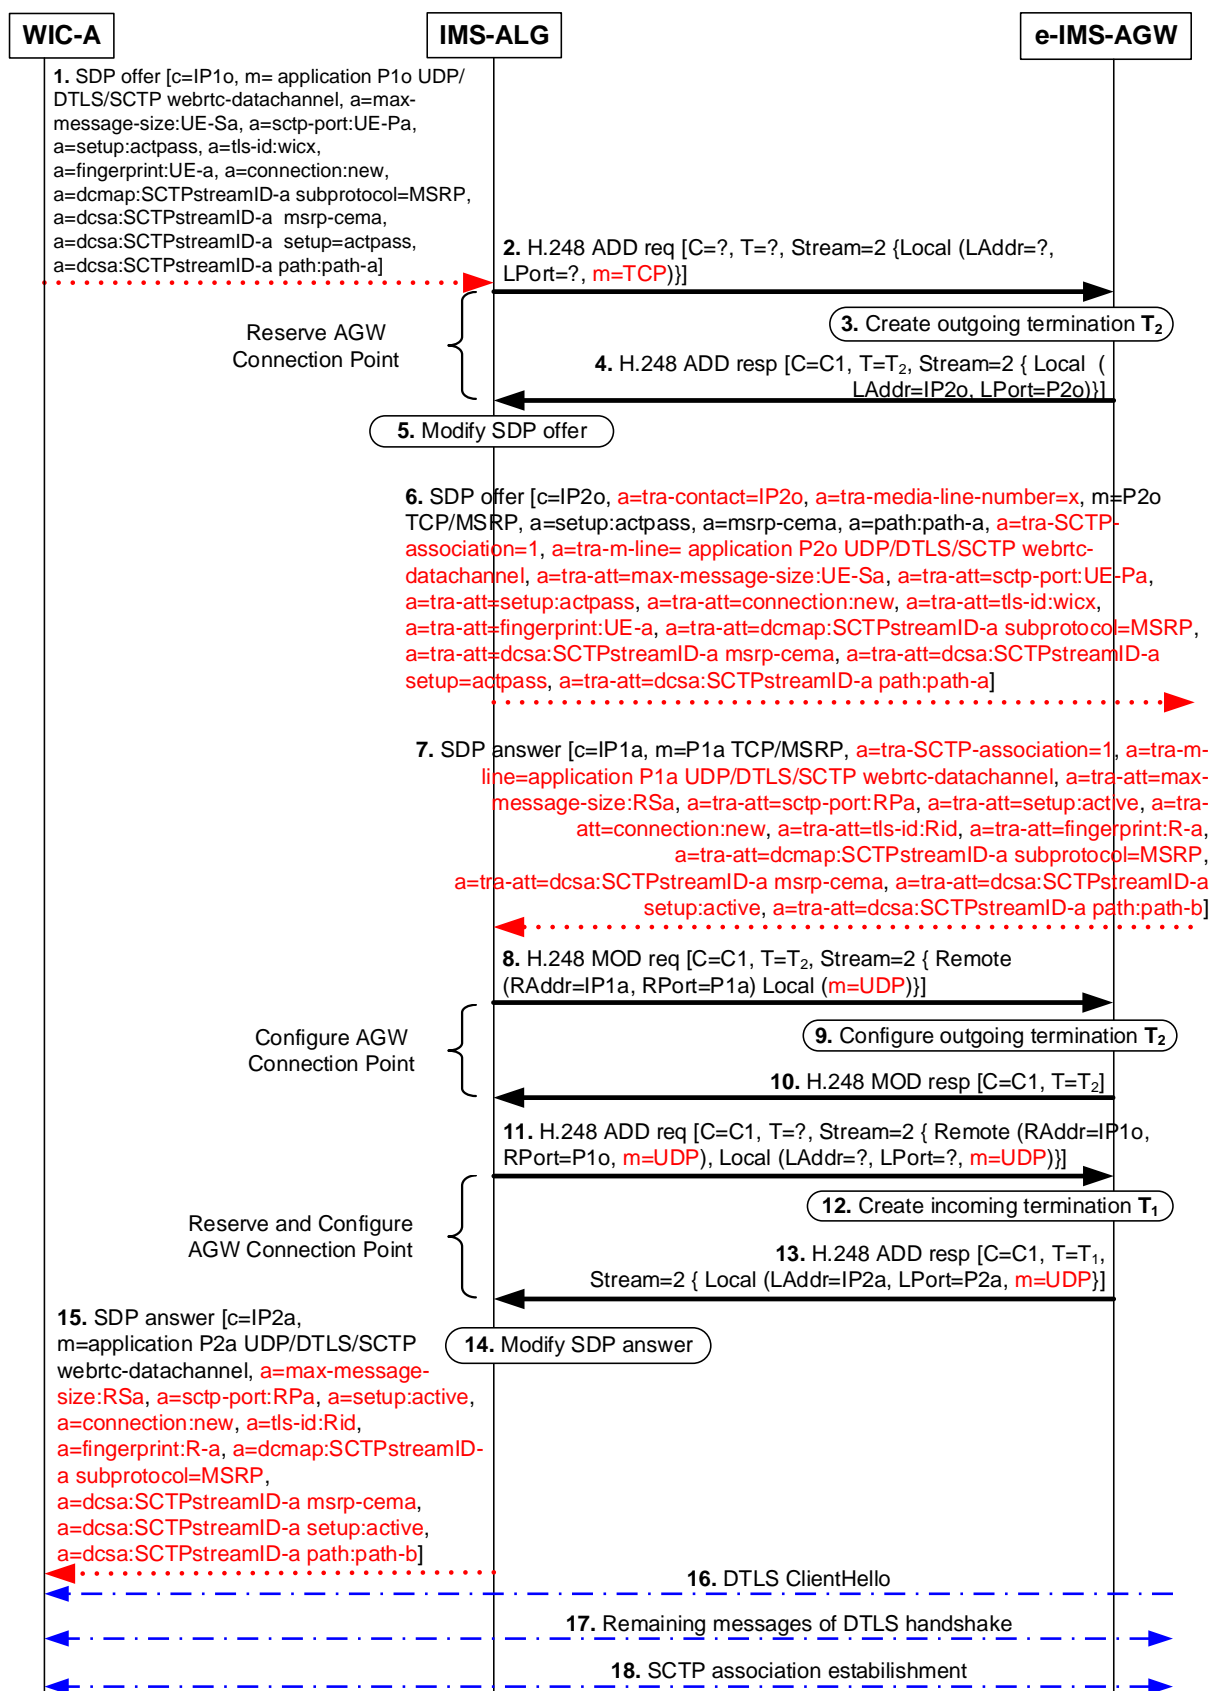 WIC-A
IMS-ALG
e-IMS-AGW
1. SDP offer [c=IP1o, m= application P1o UDP/
DTLS/SCTP webrtc-datachannel, a=max-
message-size:UE-Sa, a=sctp-port:UE-Pa,
a=setup:actpass, a=tls-id:wicx,
a=fingerprint:UE-a, a=connection:new,
a=dcmap:SCTPstreamID-a subprotocol=MSRP,
a=dcsa:SCTPstreamID-a  msrp-cema,
a=dcsa:SCTPstreamID-a  setup=actpass,
a=dcsa:SCTPstreamID-a path:path-a]
2. H.248 ADD req [C=?, T=?, Stream=2 {Local (LAddr=?,
LPort=?, m=TCP)}]
Reserve AGW
Connection Point
3. Create outgoing termination T2
4. H.248 ADD resp [C=C1, T=T2, Stream=2 { Local  (
LAddr=IP2o, LPort=P2o)}]
5. Modify SDP offer
6. SDP offer [c=IP2o, a=tra-contact=IP2o, a=tra-media-line-number=x, m=P2o
TCP/MSRP, a=setup:actpass, a=msrp-cema, a=path:path-a, a=tra-SCTP-
association=1, a=tra-m-line= application P2o UDP/DTLS/SCTP webrtc-
datachannel, a=tra-att=max-message-size:UE-Sa, a=tra-att=sctp-port:UE-Pa,
a=tra-att=setup:actpass, a=tra-att=connection:new, a=tra-att=tls-id:wicx,
a=tra-att=fingerprint:UE-a, a=tra-att=dcmap:SCTPstreamID-a subprotocol=MSRP,
a=tra-att=dcsa:SCTPstreamID-a msrp-cema, a=tra-att=dcsa:SCTPstreamID-a
setup=actpass, a=tra-att=dcsa:SCTPstreamID-a path:path-a]
7. SDP answer [c=IP1a, m=P1a TCP/MSRP, a=tra-SCTP-association=1, a=tra-m-
line=application P1a UDP/DTLS/SCTP webrtc-datachannel, a=tra-att=max-
message-size:RSa, a=tra-att=sctp-port:RPa, a=tra-att=setup:active, a=tra-
att=connection:new, a=tra-att=tls-id:Rid, a=tra-att=fingerprint:R-a,
a=tra-att=dcmap:SCTPstreamID-a subprotocol=MSRP,
a=tra-att=dcsa:SCTPstreamID-a msrp-cema, a=tra-att=dcsa:SCTPstreamID-a
setup:active, a=tra-att=dcsa:SCTPstreamID-a path:path-b]
8. H.248 MOD req [C=C1, T=T2, Stream=2 { Remote
(RAddr=IP1a, RPort=P1a) Local (m=UDP)}]
Configure AGW
Connection Point
9. Configure outgoing termination T2
10. H.248 MOD resp [C=C1, T=T2]
11. H.248 ADD req [C=C1, T=?, Stream=2 { Remote (RAddr=IP1o,
RPort=P1o, m=UDP), Local (LAddr=?, LPort=?, m=UDP)}]
12. Create incoming termination T1
Reserve and Configure
AGW Connection Point
13. H.248 ADD resp [C=C1, T=T1,
Stream=2 { Local (LAddr=IP2a, LPort=P2a, m=UDP}]
14. Modify SDP answer
15. SDP answer [c=IP2a,
m=application P2a UDP/DTLS/SCTP
webrtc-datachannel, a=max-message-
size:RSa, a=sctp-port:RPa, a=setup:active,
a=connection:new, a=tls-id:Rid,
a=fingerprint:R-a, a=dcmap:SCTPstreamID-
a subprotocol=MSRP,
a=dcsa:SCTPstreamID-a msrp-cema,
a=dcsa:SCTPstreamID-a setup:active,
a=dcsa:SCTPstreamID-a path:path-b]
16. DTLS ClientHello
17. Remaining messages of DTLS handshake
18. SCTP association estabilishment